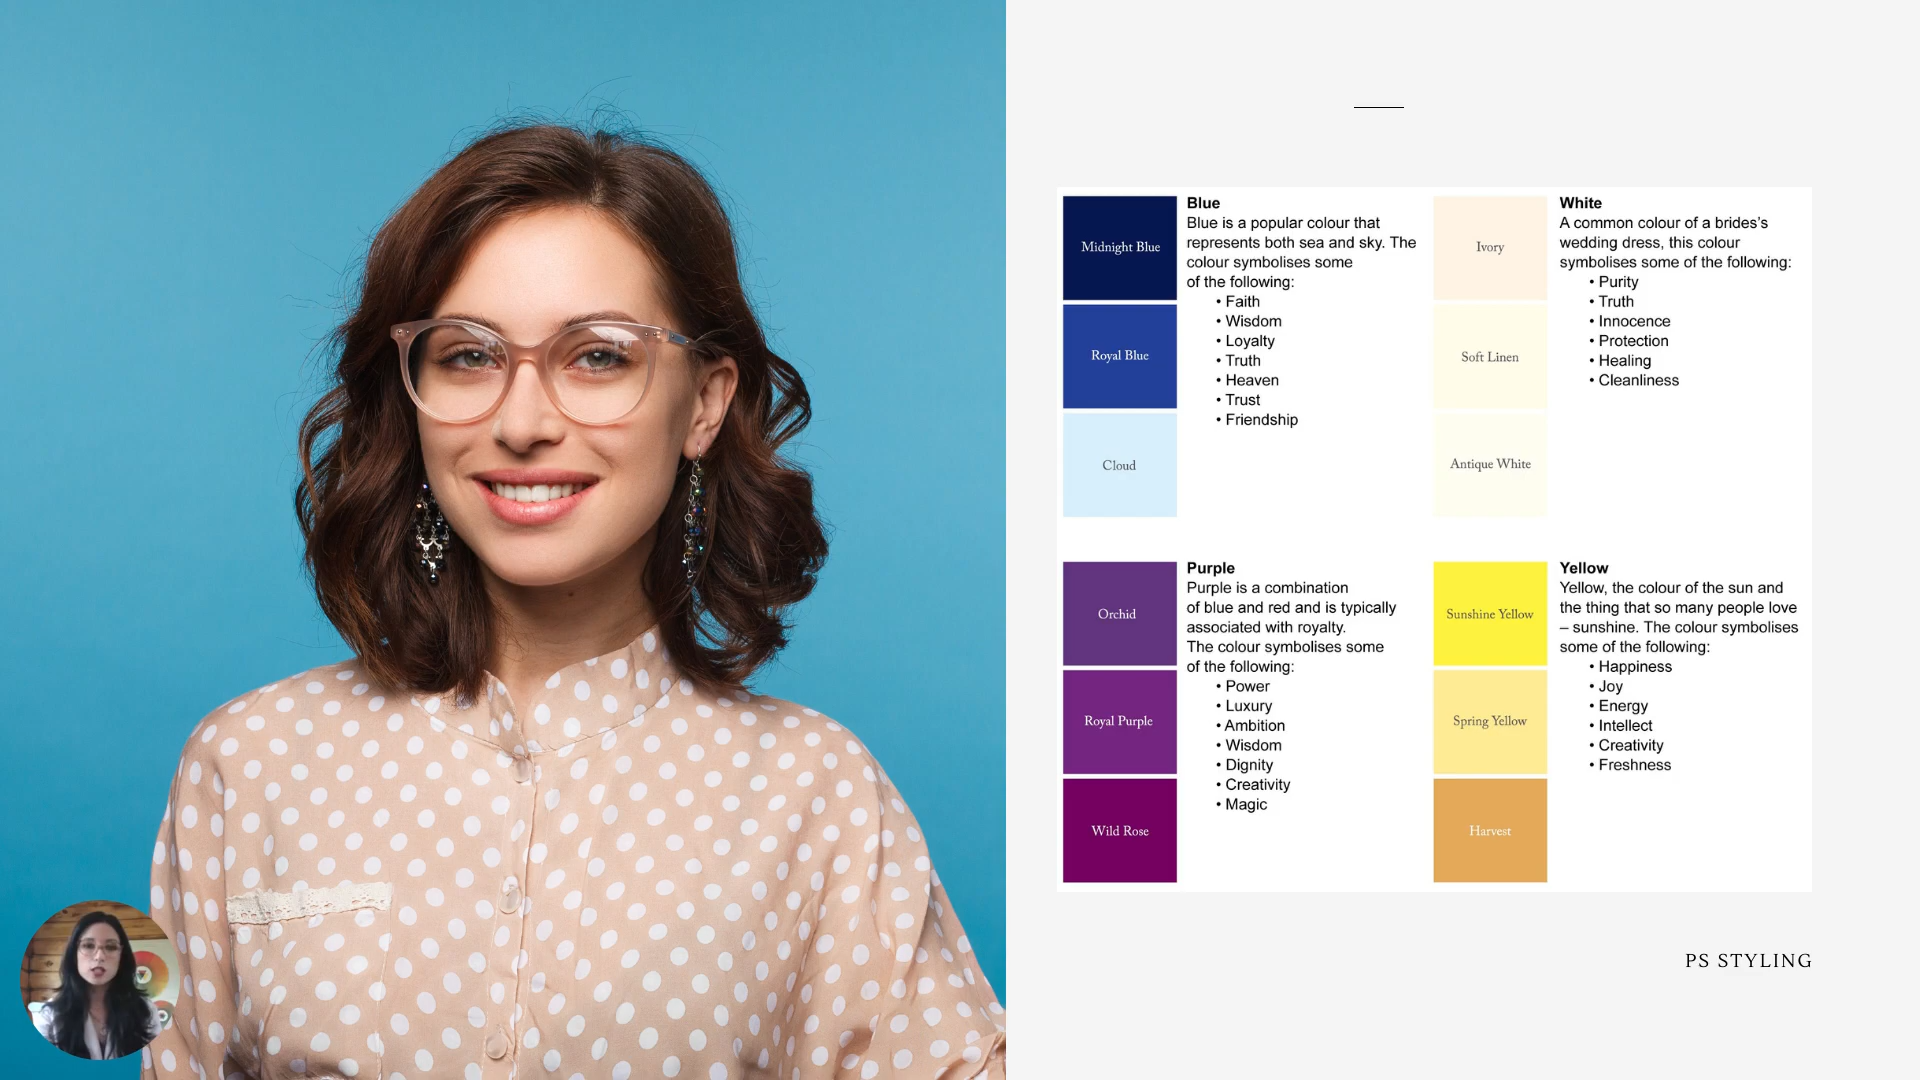 Midnight Blue
Royal Blue
Cloud
Blue
Blue is a popular colour that
represents both sea and sky. The
colour symbolises some
of the following:
• Faith
• Wisdom
• Loyalty
• Truth
• Heaven
• Trust
• Friendship
Ivory
Soft Linen
Antique White
White
A common colour of a brides's
wedding dress, this colour
symbolises some of the following:
• Purity
• Truth
• Innocence
• Protection
• Healing
• Cleanliness
Orchid
Royal Purple
Wild Rose
Purple
Purple is a combination
of blue and red and is typically
associated with royalty.
The colour symbolises some
of the following:
• Power
• Luxury
• Ambition
• Wisdom
• Dignity
• Creativity
• Magic
Sunshine Yellow
Spring Yellow
Harvest
Yellow
Yellow, the colour of the sun and
the thing that so many people love
– sunshine. The colour symbolises
some of the following:
• Happiness
• Joy
• Energy
• Intellect
• Creativity
• Freshness
PS STYLING